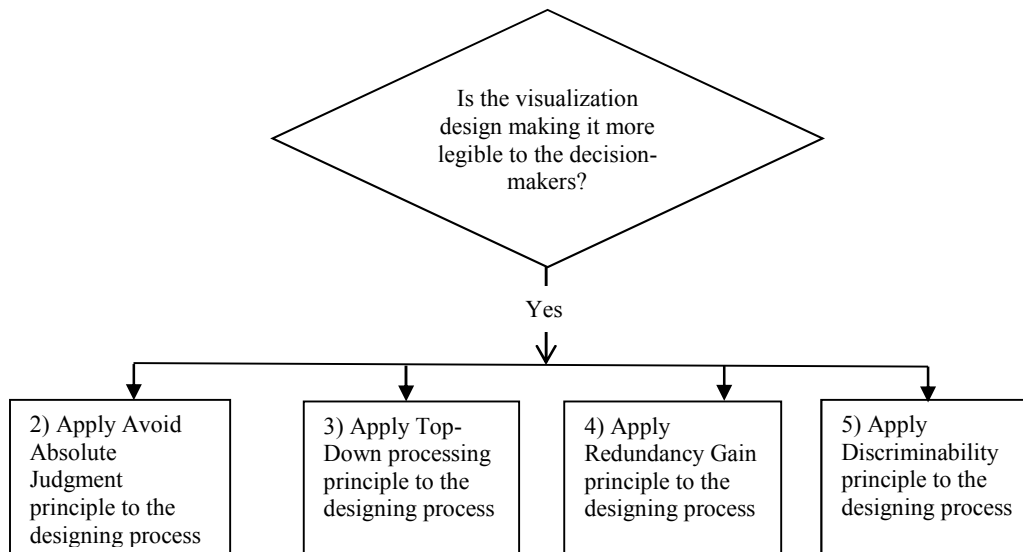 Is the visualization
design making it more
legible to the decision-
makers?
Yes
2) Apply Avoid
Absolute
Judgment
principle to the
designing process
3) Apply Top-
Down processing
principle to the
designing process
4) Apply
Redundancy Gain
principle to the
designing process
5) Apply
Discriminability
principle to the
designing process